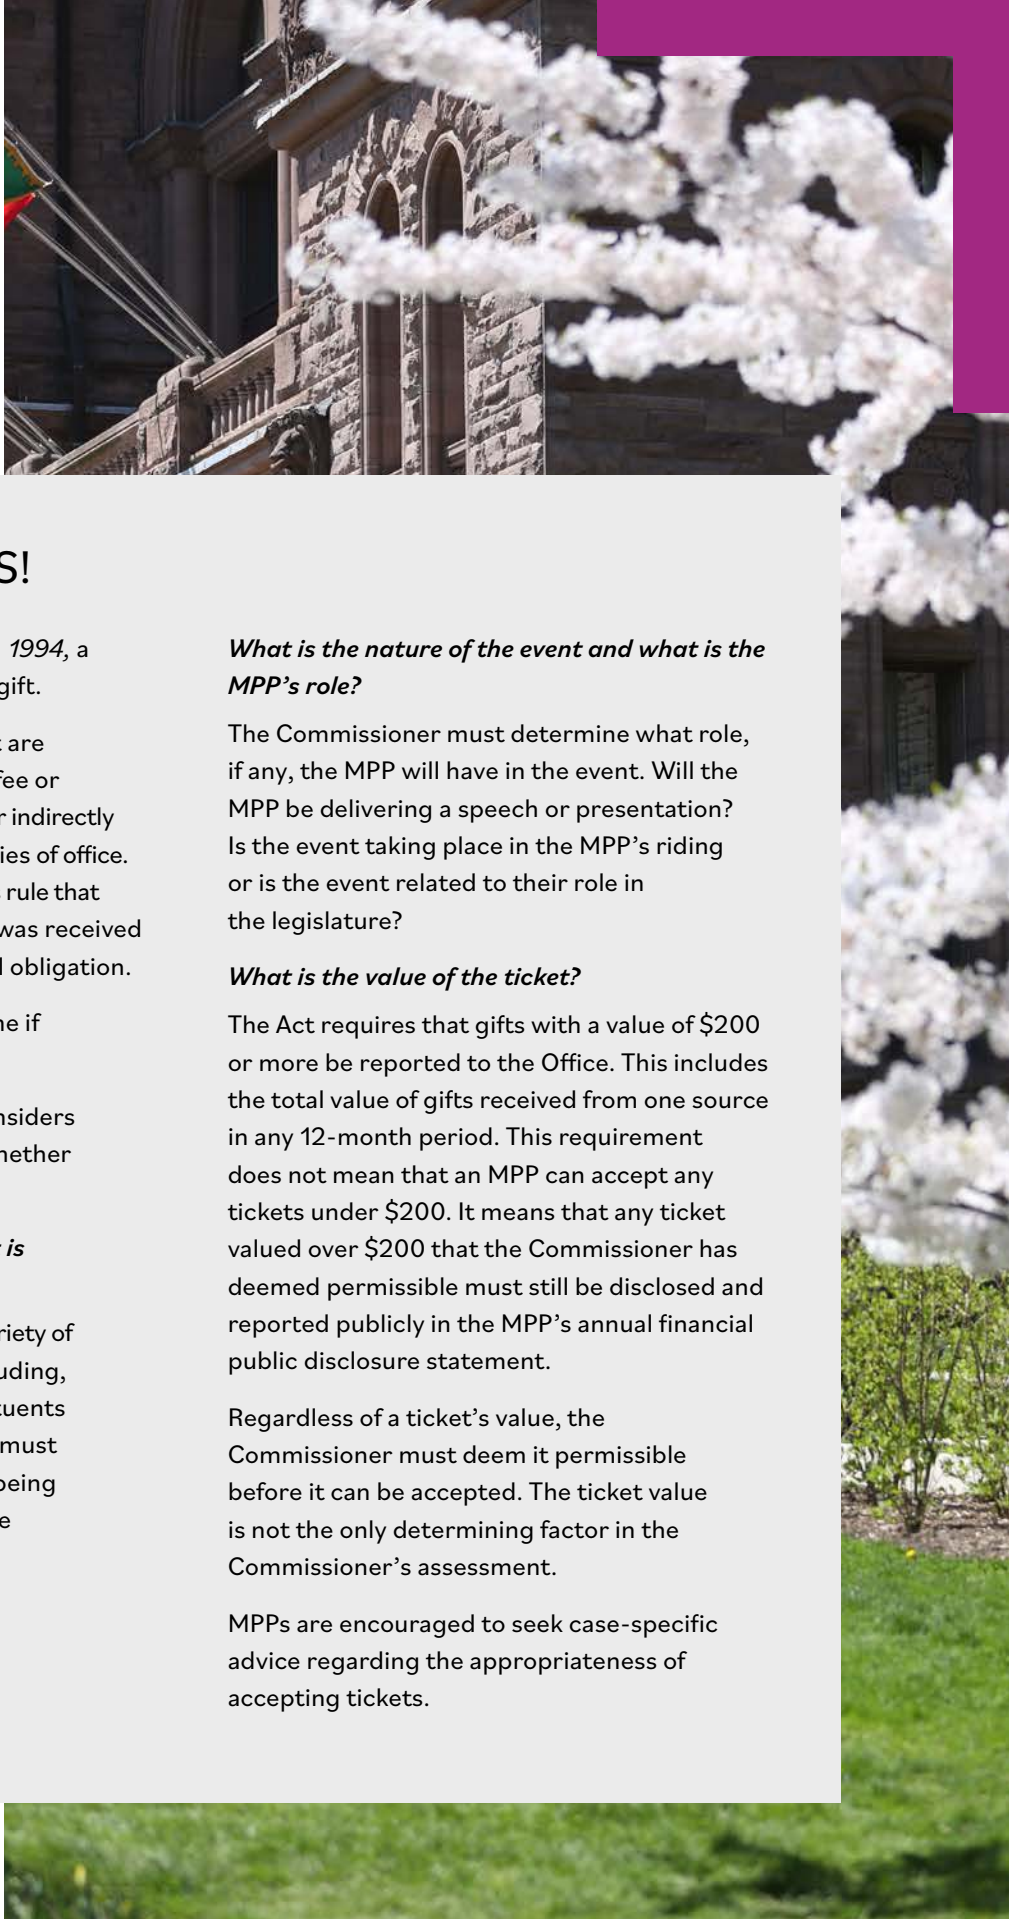 S!
1994, a
gift.
are
fee or
indirectly
ies of office.
rule that
was received
obligation.
if
nsiders
hether
is
riety of
uding,
tuents
must
being
e
What is the nature of the event and what is the
MPP’s role?
The Commissioner must determine what role,
if any, the MPP will have in the event. Will the
MPP be delivering a speech or presentation?
Is the event taking place in the MPP’s riding
or is the event related to their role in
the legislature?
What is the value of the ticket?
The Act requires that gifts with a value of $200
or more be reported to the Office. This includes
the total value of gifts received from one source
in any 12-month period. This requirement
does not mean that an MPP can accept any
tickets under $200. It means that any ticket
valued over $200 that the Commissioner has
deemed permissible must still be disclosed and
reported publicly in the MPP’s annual financial
public disclosure statement.
Regardless of a ticket’s value, the
Commissioner must deem it permissible
before it can be accepted. The ticket value
is not the only determining factor in the
Commissioner’s assessment.
MPPs are encouraged to seek case-specific
advice regarding the appropriateness of
accepting tickets.